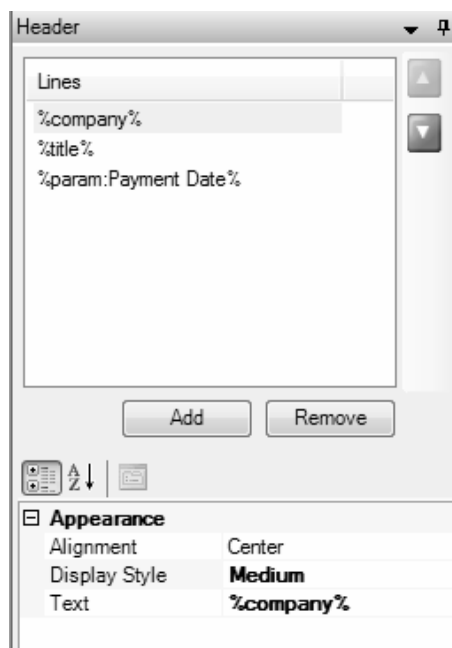 Header
Lines
%company%
%title%
%param:Payment Date%
Add Remove
A
Z
Appearance
Alignment Center
Display Style Medium
Text %company%